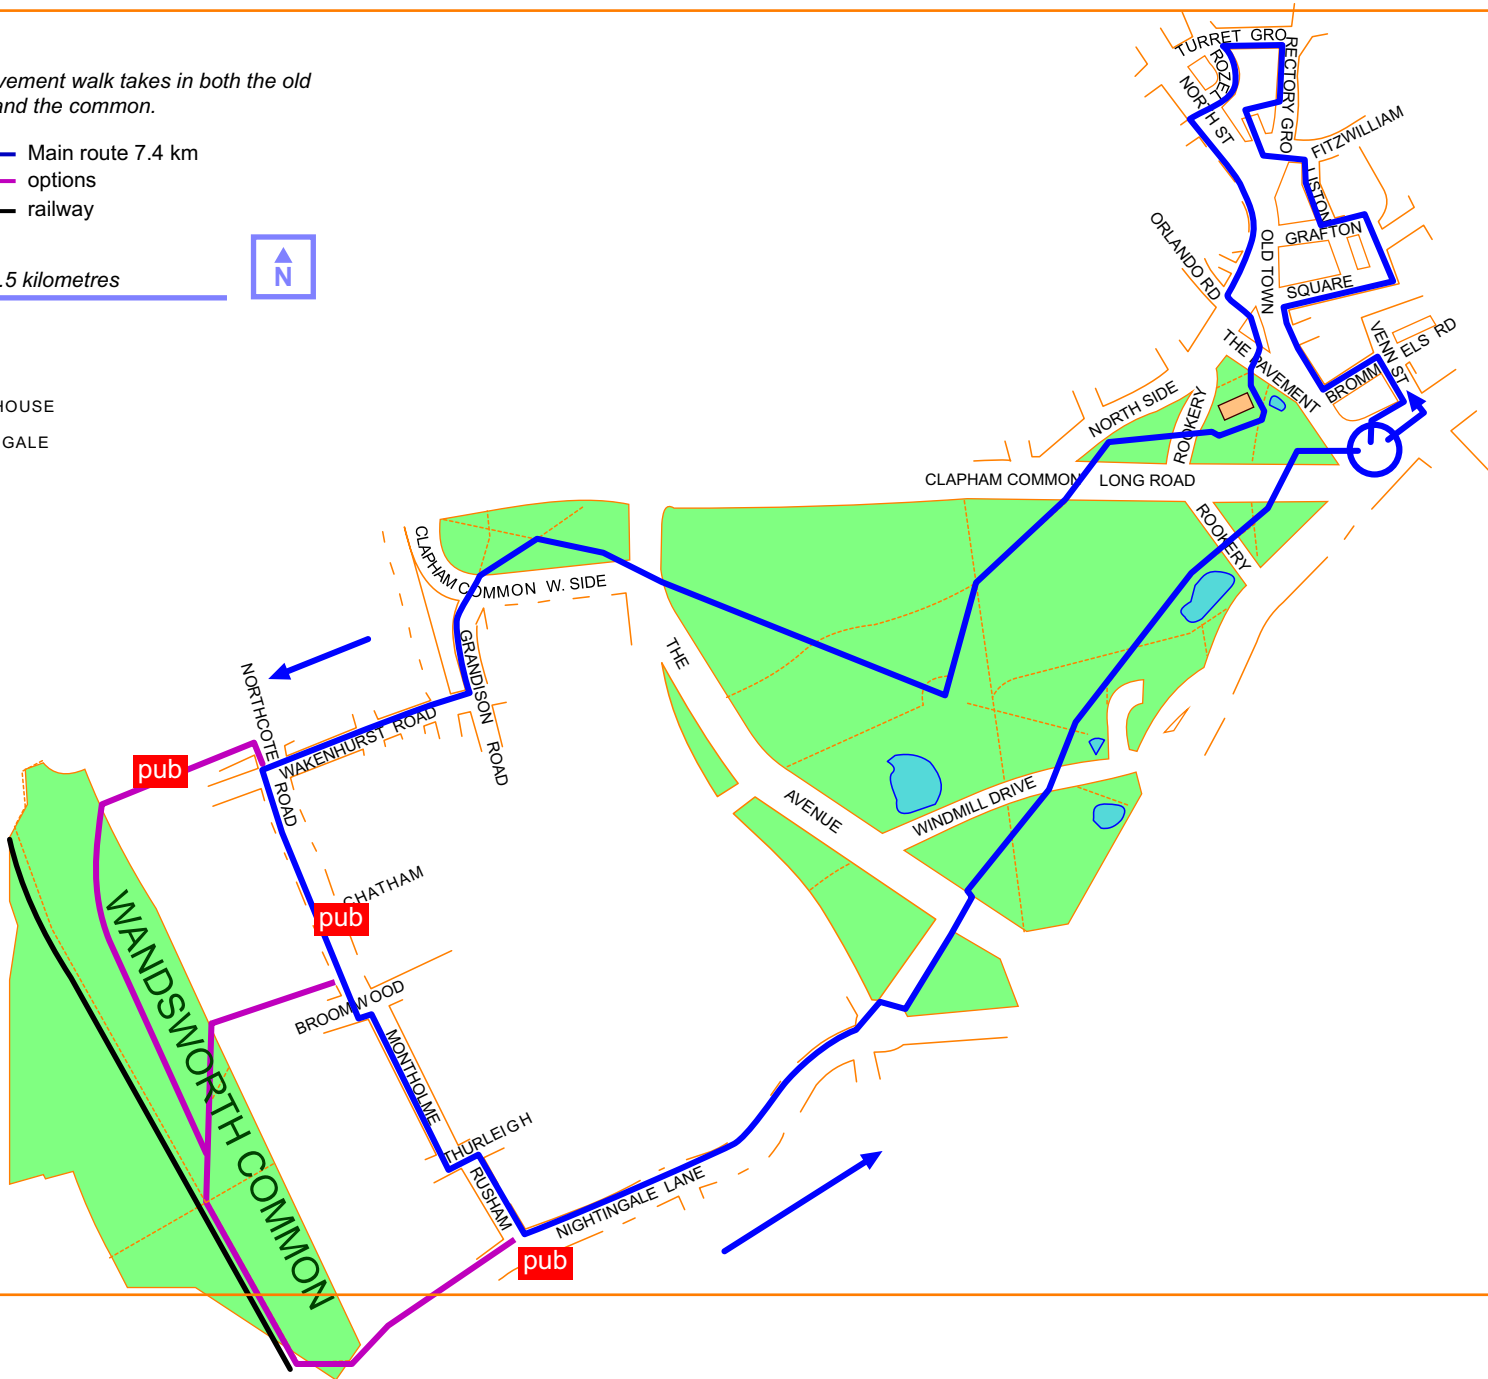 vement walk takes in both the old
and the common.
Main route 7.4 km
options
railway
N
.5 kilometres
HOUSE
GALE
TURRET GRO
ROZEL
RECTORY GRO
NORTH ST
FITZWILLIAM
LISTON
ORLANDO RD
OLD TOWN
GRAFTON
SQUARE
THE PAVEMENT
VENN ST
BROMM
ELS RD
NORTH SIDE
ROOKERY
CLAPHAM COMMON LONG ROAD
ROOKERY
CLAPHAM COMMON W. SIDE
THE
AVENUE
GRANDISON ROAD
NORTHCOTE ROAD
WAKENHURST ROAD
pub
WINDMILL DRIVE
CHATHAM
pub
WANDSWORTH COMMON
BROOMWOOD
MONTHOLME
THURLEIGH
RUSHAM
NIGHTINGALE LANE
pub